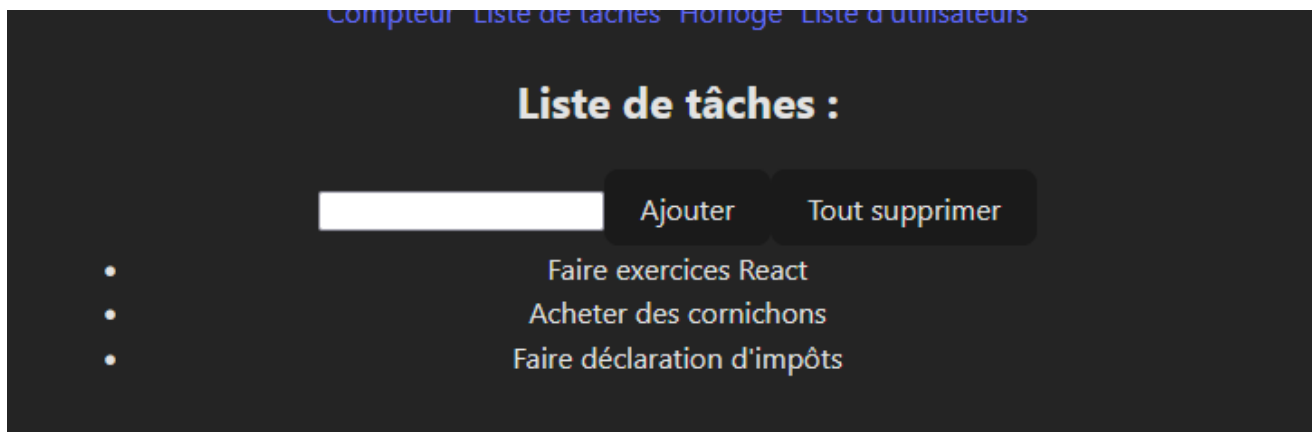 Compteur Liste de tâches Horloge Liste d'utilisateurs
Liste de tâches :
Ajouter Tout supprimer
Faire exercices React
Acheter des cornichons
Faire déclaration d'impôts